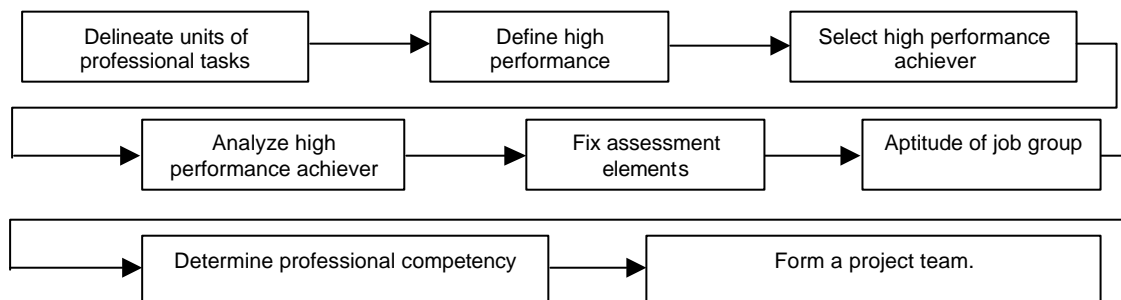 Delineate units of
professional tasks
Define high
performance
Select high performance
achiever
Analyze high
performance achiever
Fix assessment
elements
Aptitude of job group
Determine professional competency
Form a project team.